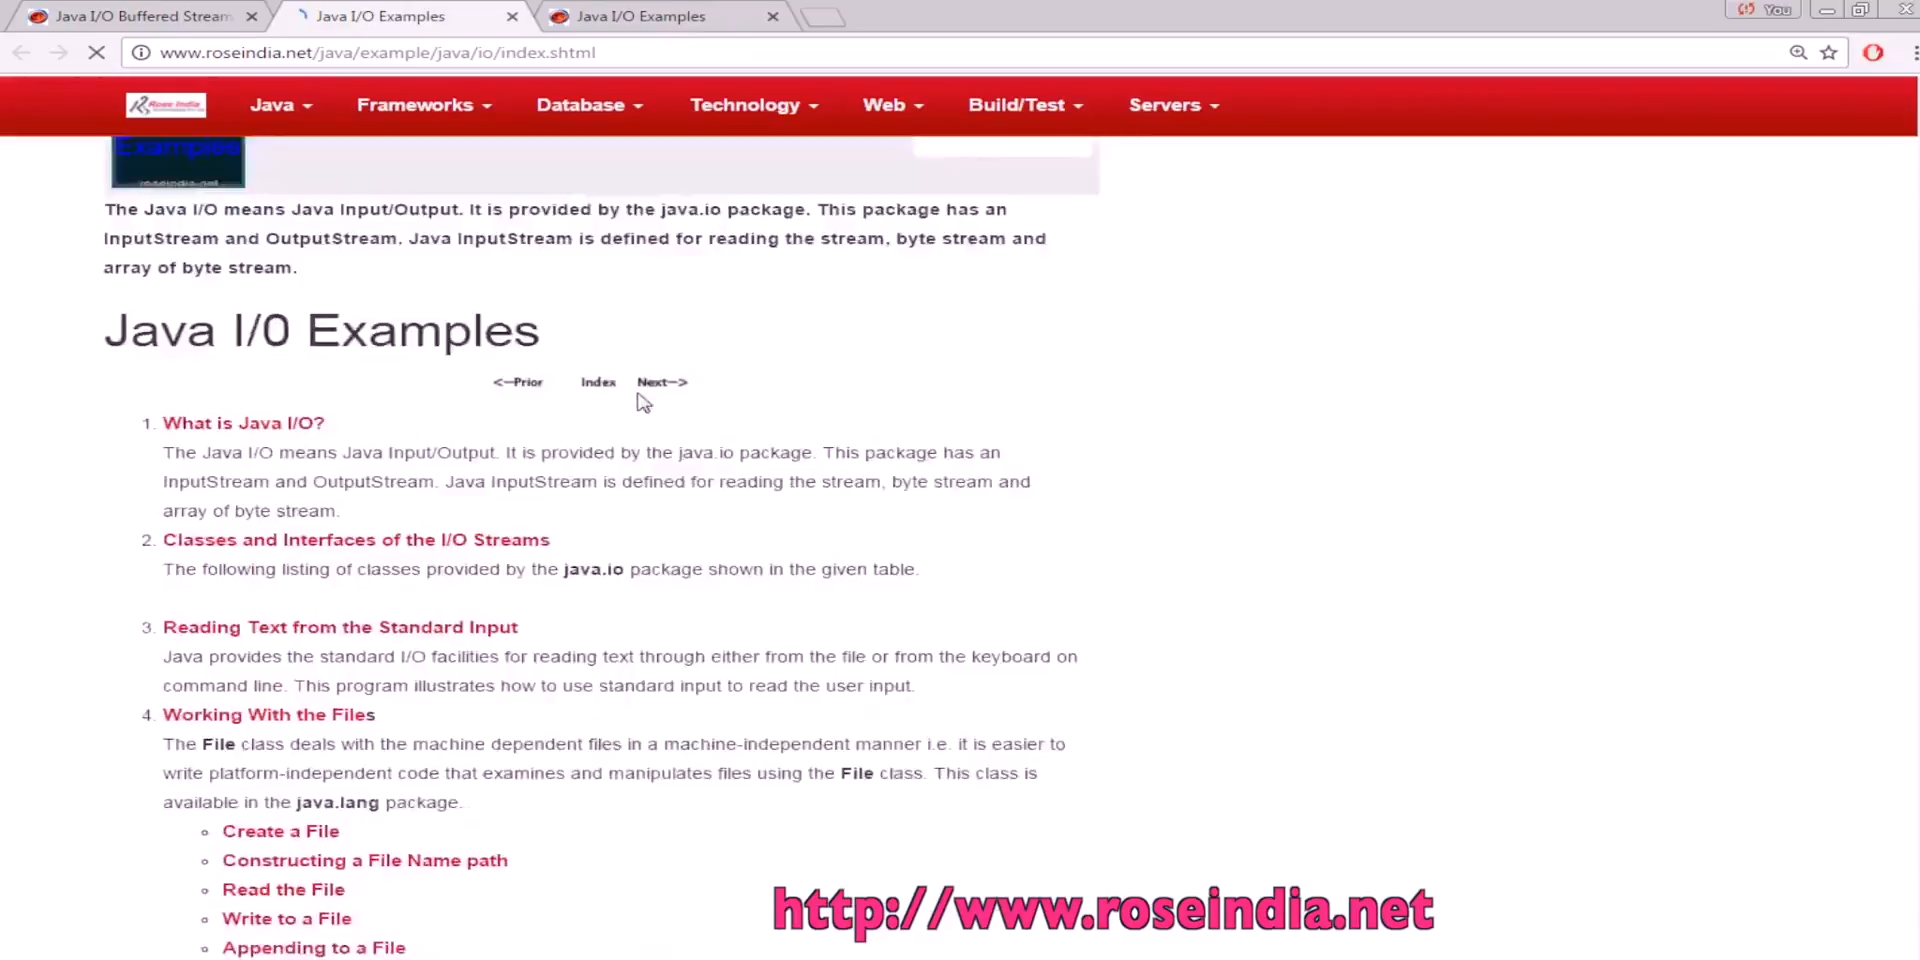 Java I/O Buffered Stream
Java I/O Examples
Java I/O Examples
You
www.roseindia.net/java/example/java/io/index.shtml
Rose India
Java
Frameworks
Database
Technology
Web
Build/Test
Servers
Examples
roseindia.net
The Java I/O means Java Input/Output. It is provided by the java.io package. This package has an
InputStream and OutputStream. Java InputStream is defined for reading the stream, byte stream and
array of byte stream.
Java I/0 Examples
<--Prior Index Next-->
1. What is Java I/O?
The Java I/O means Java Input/Output. It is provided by the java.io package. This package has an
InputStream and OutputStream. Java InputStream is defined for reading the stream, byte stream and
array of byte stream.
2. Classes and Interfaces of the I/O Streams
The following listing of classes provided by the java.io package shown in the given table.
3. Reading Text from the Standard Input
Java provides the standard I/O facilities for reading text through either from the file or from the keyboard on
command line. This program illustrates how to use standard input to read the user input.
4. Working With the Files
The File class deals with the machine dependent files in a machine-independent manner i.e. it is easier to
write platform-independent code that examines and manipulates files using the File class. This class is
available in the java.lang package.
Create a File
Constructing a File Name path
Read the File
Write to a File
Appending to a File
http://www.roseindia.net